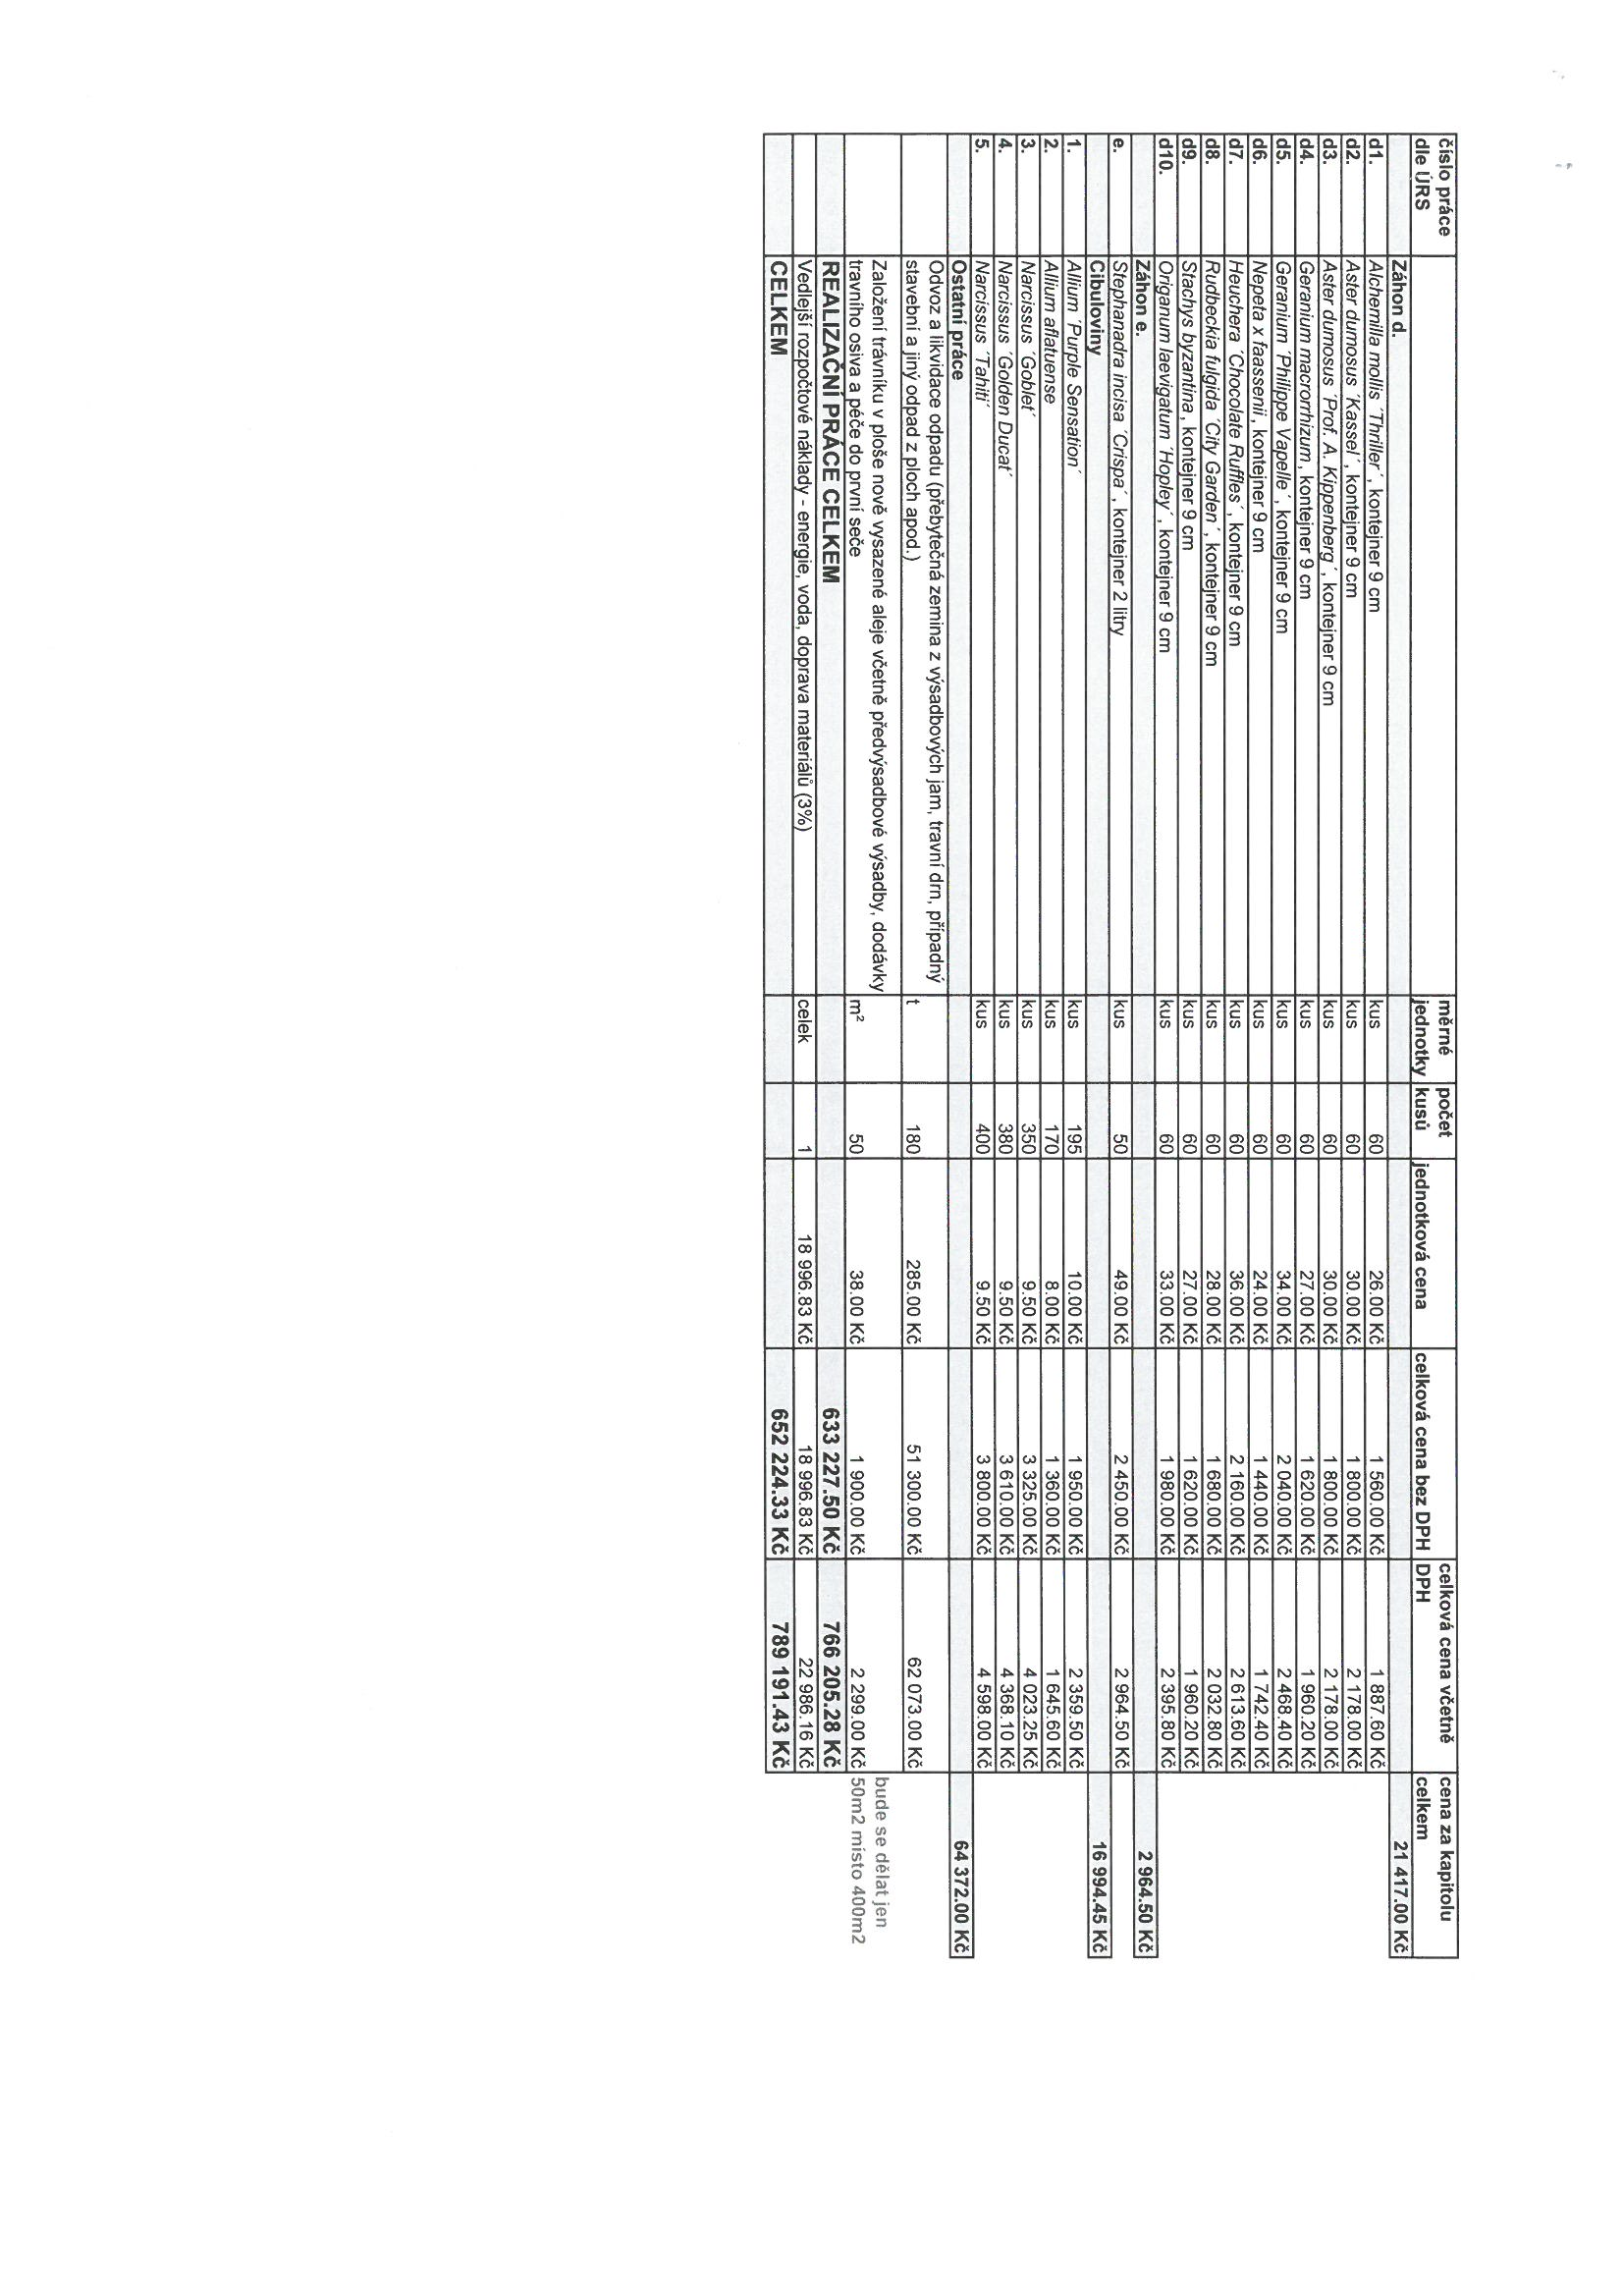 číslo práce dle ÚRS měrné jednotky počet kusů jednotková cena celková cena bez DPH celková cena včetně DPH cena za kapitolu celkem
Záhon d. 21 417.00 Kč
d1. Alchemilla mollis ´Thriller´, kontejner 9 cm kus 60 26.00 Kč 1 560.00 Kč 1 887.60 Kč
d2. Aster dumosus ´Kassel´, kontejner 9 cm kus 60 30.00 Kč 1 800.00 Kč 2 178.00 Kč
d3. Aster dumosus ´Prof. A. Kippenberg´, kontejner 9 cm kus 60 30.00 Kč 1 800.00 Kč 2 178.00 Kč
d4. Geranium macrorrhizum, kontejner 9 cm kus 60 27.00 Kč 1 620.00 Kč 1 960.20 Kč
d5. Geranium ´Philippe Vapelle´, kontejner 9 cm kus 60 34.00 Kč 2 040.00 Kč 2 468.40 Kč
d6. Nepeta x faassenii, kontejner 9 cm kus 60 24.00 Kč 1 440.00 Kč 1 742.40 Kč
d7. Heuchera ´Chocolate Ruffles´, kontejner 9 cm kus 60 36.00 Kč 2 160.00 Kč 2 613.60 Kč
d8. Rudbeckia fulgida ´City Garden´, kontejner 9 cm kus 60 28.00 Kč 1 680.00 Kč 2 032.80 Kč
d9. Stachys byzantina, kontejner 9 cm kus 60 27.00 Kč 1 620.00 Kč 1 960.20 Kč
d10. Origanum laevigatum ´Hopley´, kontejner 9 cm kus 60 33.00 Kč 1 980.00 Kč 2 395.80 Kč
Záhon e. 2 964.50 Kč
e. Stephanadra incisa ´Crispa´, kontejner 2 litry kus 50 49.00 Kč 2 450.00 Kč 2 964.50 Kč
Cibuloviny 16 994.45 Kč
1. Allium ´Purple Sensation´ kus 195 10.00 Kč 1 950.00 Kč 2 359.50 Kč
2. Allium aflatuense kus 170 8.00 Kč 1 360.00 Kč 1 645.60 Kč
3. Narcissus ´Goblet´ kus 350 9.50 Kč 3 325.00 Kč 4 023.25 Kč
4. Narcissus ´Golden Ducat´ kus 380 9.50 Kč 3 610.00 Kč 4 368.10 Kč
5. Narcissus ´Tahiti´ kus 400 9.50 Kč 3 800.00 Kč 4 598.00 Kč
Ostatní práce 64 372.00 Kč
Odvoz a likvidace odpadu (přebytečná zemina z výsadbových jam, travní drn, případný
stavební a jiný odpad z ploch apod.) t 180 285.00 Kč 51 300.00 Kč 62 073.00 Kč
Založení trávníku v ploše nově vysazené aleje včetně předvýsadbové výsadby, dodávky bude se dělat jen
travního osiva a péče do první seče m² 50 38.00 Kč 1 900.00 Kč 2 299.00 Kč 50m2 místo 400m2
REALIZAČNÍ PRÁCE CELKEM 633 227.50 Kč 766 205.28 Kč
Vedlejší rozpočtové náklady - energie, voda, doprava materiálů (3%) celek 1 18 996.83 Kč 18 996.83 Kč 22 986.16 Kč
CELKEM 652 224.33 Kč 789 191.43 Kč